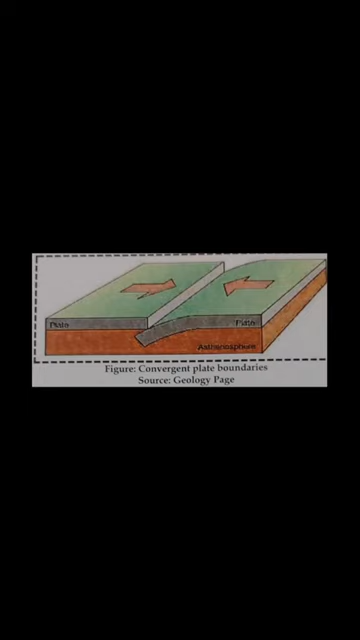 Plate
Plate
Asthenosphere
Figure: Convergent plate boundaries
Source: Geology Page